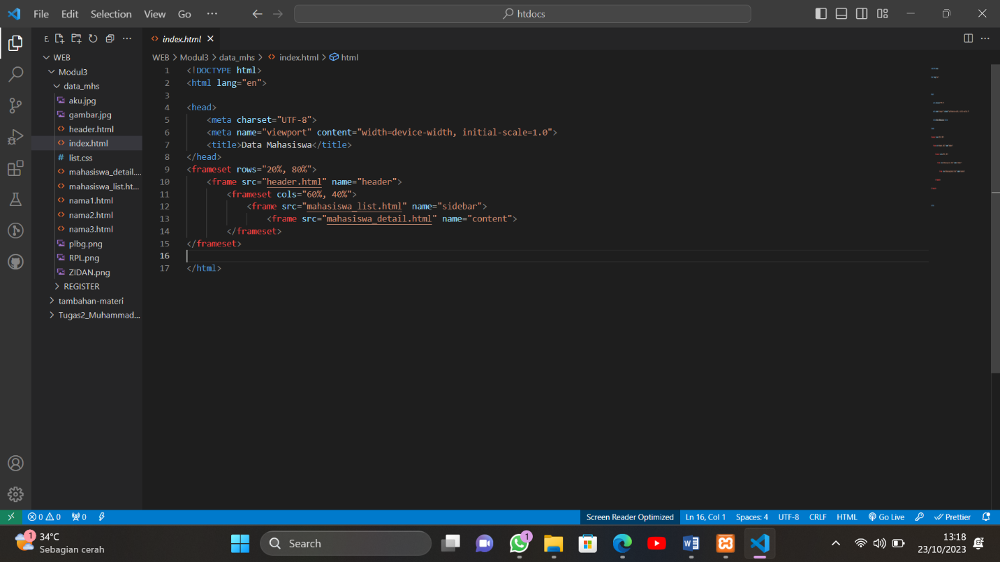 File Edit Selection View Go ···
htdocs
E.
index.html
WEB
Modul3
data_mhs
aku.jpg
gambar.jpg
header.html
index.html
list.css
mahasiswa_detail....
mahasiswa_list.ht...
nama1.html
nama2.html
nama3.html
plbg.png
RPL.png
ZIDAN.png
REGISTER
tambahan-materi
Tugas2_Muhammad...
WEB > Modul3 > data_mhs > index.html > html
1 <!DOCTYPE html>
2 <html lang="en">
3
4 <head>
5 <meta charset="UTF-8">
6 <meta name="viewport" content="width=device-width, initial-scale=1.0">
7 <title>Data Mahasiswa</title>
8 </head>
9 <frameset rows="20%, 80%">
10 <frame src="header.html" name="header">
11 <frameset cols="60%, 40%">
12 <frame src="mahasiswa_list.html" name="sidebar">
13 <frame src="mahasiswa_detail.html" name="content">
14 </frameset>
15 </frameset>
16
17 </html>
0 0 0 Screen Reader Optimized Ln 16, Col 1 Spaces: 4 UTF-8 CRLF HTML Go Live Prettier
1
34°C
Sebagian cerah
Search
1
13:18
23/10/2023